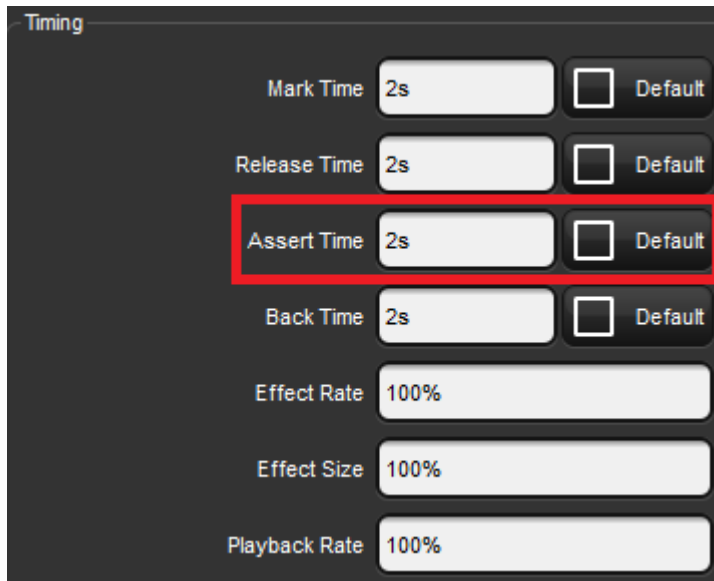 Timing
Mark Time 2s Default
Release Time 2s Default
Assert Time 2s Default
Back Time 2s Default
Effect Rate 100%
Effect Size 100%
Playback Rate 100%